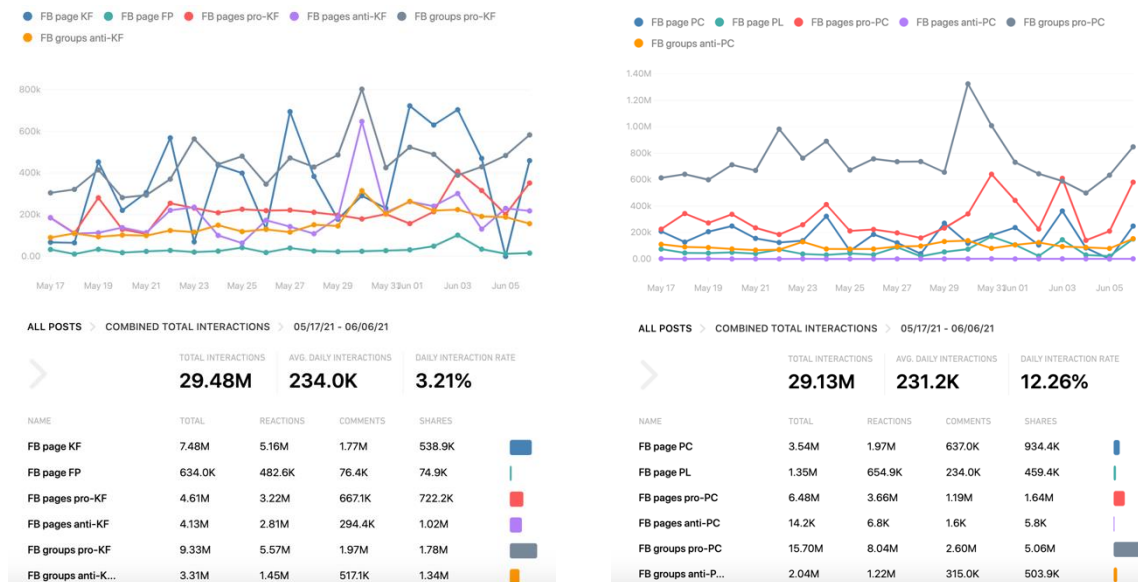 FB page KF FB page FP FB pages pro-KF FB pages anti-KF FB groups pro-KF
FB groups anti-KF
800k
600k
400k
200k
0.00
May 17 May 19 May 21 May 23 May 25 May 27 May 29 May 31 Jun 01 Jun 03 Jun 05
ALL POSTS COMBINED TOTAL INTERACTIONS 05/17/21 - 06/06/21
TOTAL INTERACTIONS AVG. DAILY INTERACTIONS DAILY INTERACTION RATE
29.48M 234.0K 3.21%
NAME TOTAL REACTIONS COMMENTS SHARES
FB page KF 7.48M 5.16M 1.77M 538.9K
FB page FP 634.0K 482.6K 76.4K 74.9K
FB pages pro-KF 4.61M 3.22M 667.1K 722.2K
FB pages anti-KF 4.13M 2.81M 294.4K 1.02M
FB groups pro-KF 9.33M 5.57M 1.97M 1.78M
FB groups anti-K... 3.31M 1.45M 517.1K 1.34M
FB page PC FB page PL FB pages pro-PC FB pages anti-PC FB groups pro-PC
FB groups anti-PC
1.40M
1.20M
1.00M
800k
600k
400k
200k
0.00
May 17 May 19 May 21 May 23 May 25 May 27 May 29 May 31 Jun 01 Jun 03 Jun 05
ALL POSTS COMBINED TOTAL INTERACTIONS 05/17/21 - 06/06/21
TOTAL INTERACTIONS AVG. DAILY INTERACTIONS DAILY INTERACTION RATE
29.13M 231.2K 12.26%
NAME TOTAL REACTIONS COMMENTS SHARES
FB page PC 3.54M 1.97M 637.0K 934.4K
FB page PL 1.35M 654.9K 234.0K 459.4K
FB pages pro-PC 6.48M 3.66M 1.19M 1.64M
FB pages anti-PC 14.2K 6.8K 1.6K 5.8K
FB groups pro-PC 15.70M 8.04M 2.60M 5.06M
FB groups anti-P... 2.04M 1.22M 315.0K 503.9K